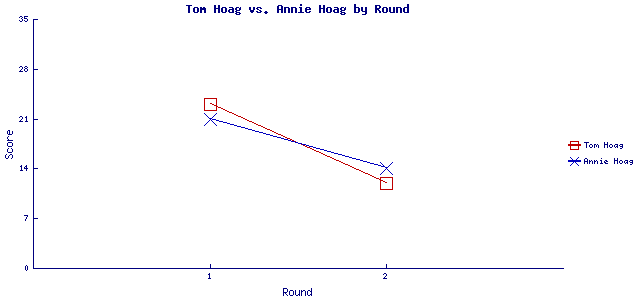 Tom Hoag vs. Annie Hoag by Round
35
28
21
14
7
0
Score
1
2
Round
Tom Hoag
Annie Hoag